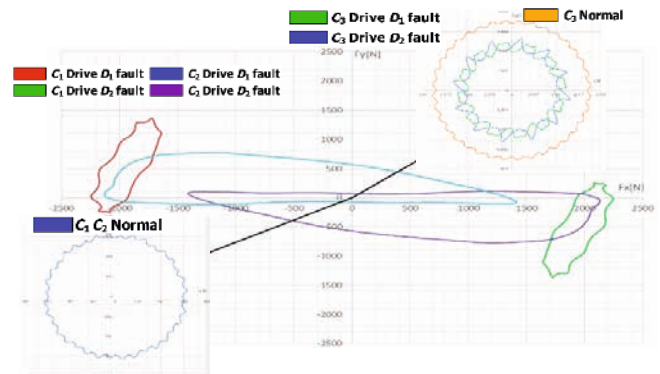 C3 Drive D1 fault
C3 Normal
C3 Drive D2 fault
Fy[N]
2500
2000
C1 Drive D1 fault
C2 Drive D1 fault
C1 Drive D2 fault
C2 Drive D2 fault
1500
1000
500
Fx[N]
-2500
-2000
-1500
-1000
-500
0
500
1000
1500
2000
2500
-500
C1 C2 Normal
-1000
-1500
-2000
-2500